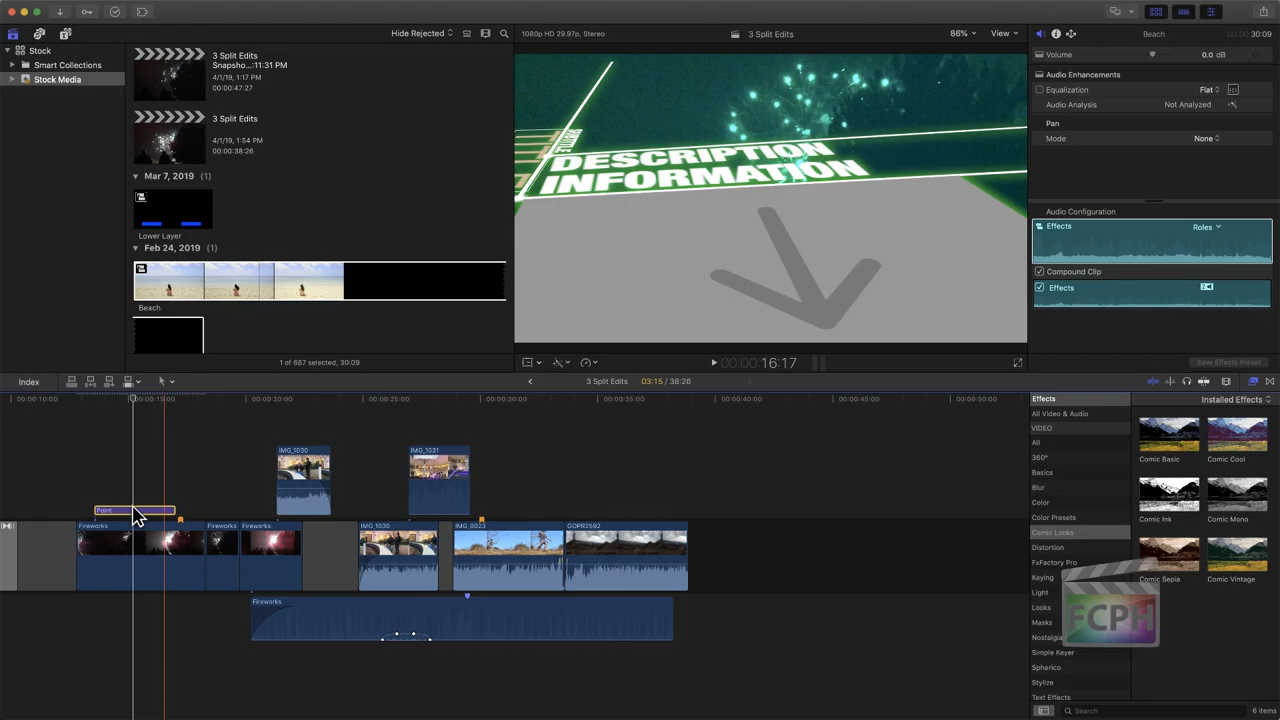 Stock
Smart Collections
Stock Media
Hide Rejected
3 Split Edits
Snapsho...:11:31 PM
4/1/19, 1:17 PM
00:00:47:27
3 Split Edits
4/1/19, 1:54 PM
00:00:38:26
Mar 7, 2019 (1)
Lower Layer
Feb 24, 2019 (1)
Beach
1 of 687 selected, 30:09
1080p HD 29.97p, Stereo
3 Split Edits
86%
View
SUBTITLE
DESCRIPTION
INFORMATION
00:00:16:17
Beach
00:00:30:09
Volume
0.0 dB
Audio Enhancements
Equalization
Flat
Audio Analysis
Not Analyzed
Pan
Mode
None
Audio Configuration
Effects
Roles
Compound Clip
Effects
Save Effects Preset
Index
3 Split Edits
03:15 / 38:26
00:00:10:00
00:00:15:00
00:00:20:00
00:00:25:00
00:00:30:00
00:00:35:00
00:00:40:00
00:00:45:00
00:00:50:00
IMG_1030
IMG_1031
Point
Fireworks
Fireworks
Fireworks
IMG_1030
IMG_0023
GOPR2592
Fireworks
Effects
Installed Effects
All Video & Audio
VIDEO
All
360°
Basics
Blur
Color
Color Presets
Comic Looks
Distortion
FxFactory Pro
Keying
Light
Looks
Masks
Nostalgia
Simple Keyer
Spherico
Stylize
Text Effects
Comic Basic
Comic Cool
Comic Ink
Comic Mono
Comic Sepia
Comic Vintage
FCPH
Search
6 items